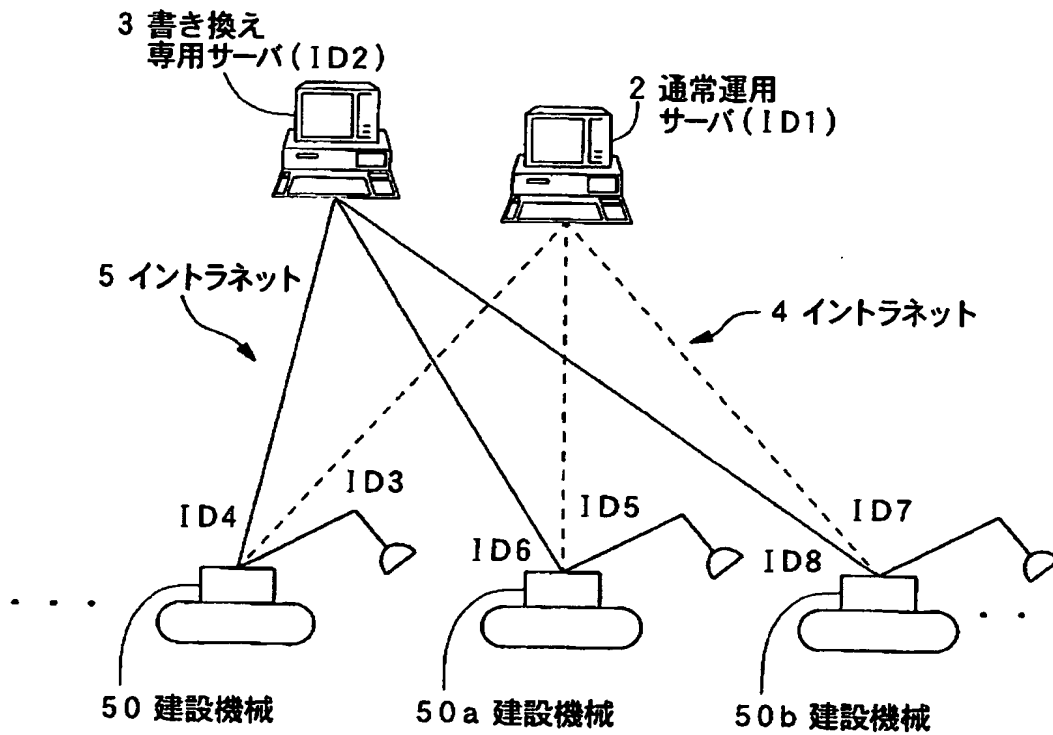 3 書き換え
専用サーバ(ID2)
2 通常運用
サーバ(ID1)
5 イントラネット
4 イントラネット
ID4
ID3
ID6
ID5
ID8
ID7
50 建設機械
50a 建設機械
50b 建設機械